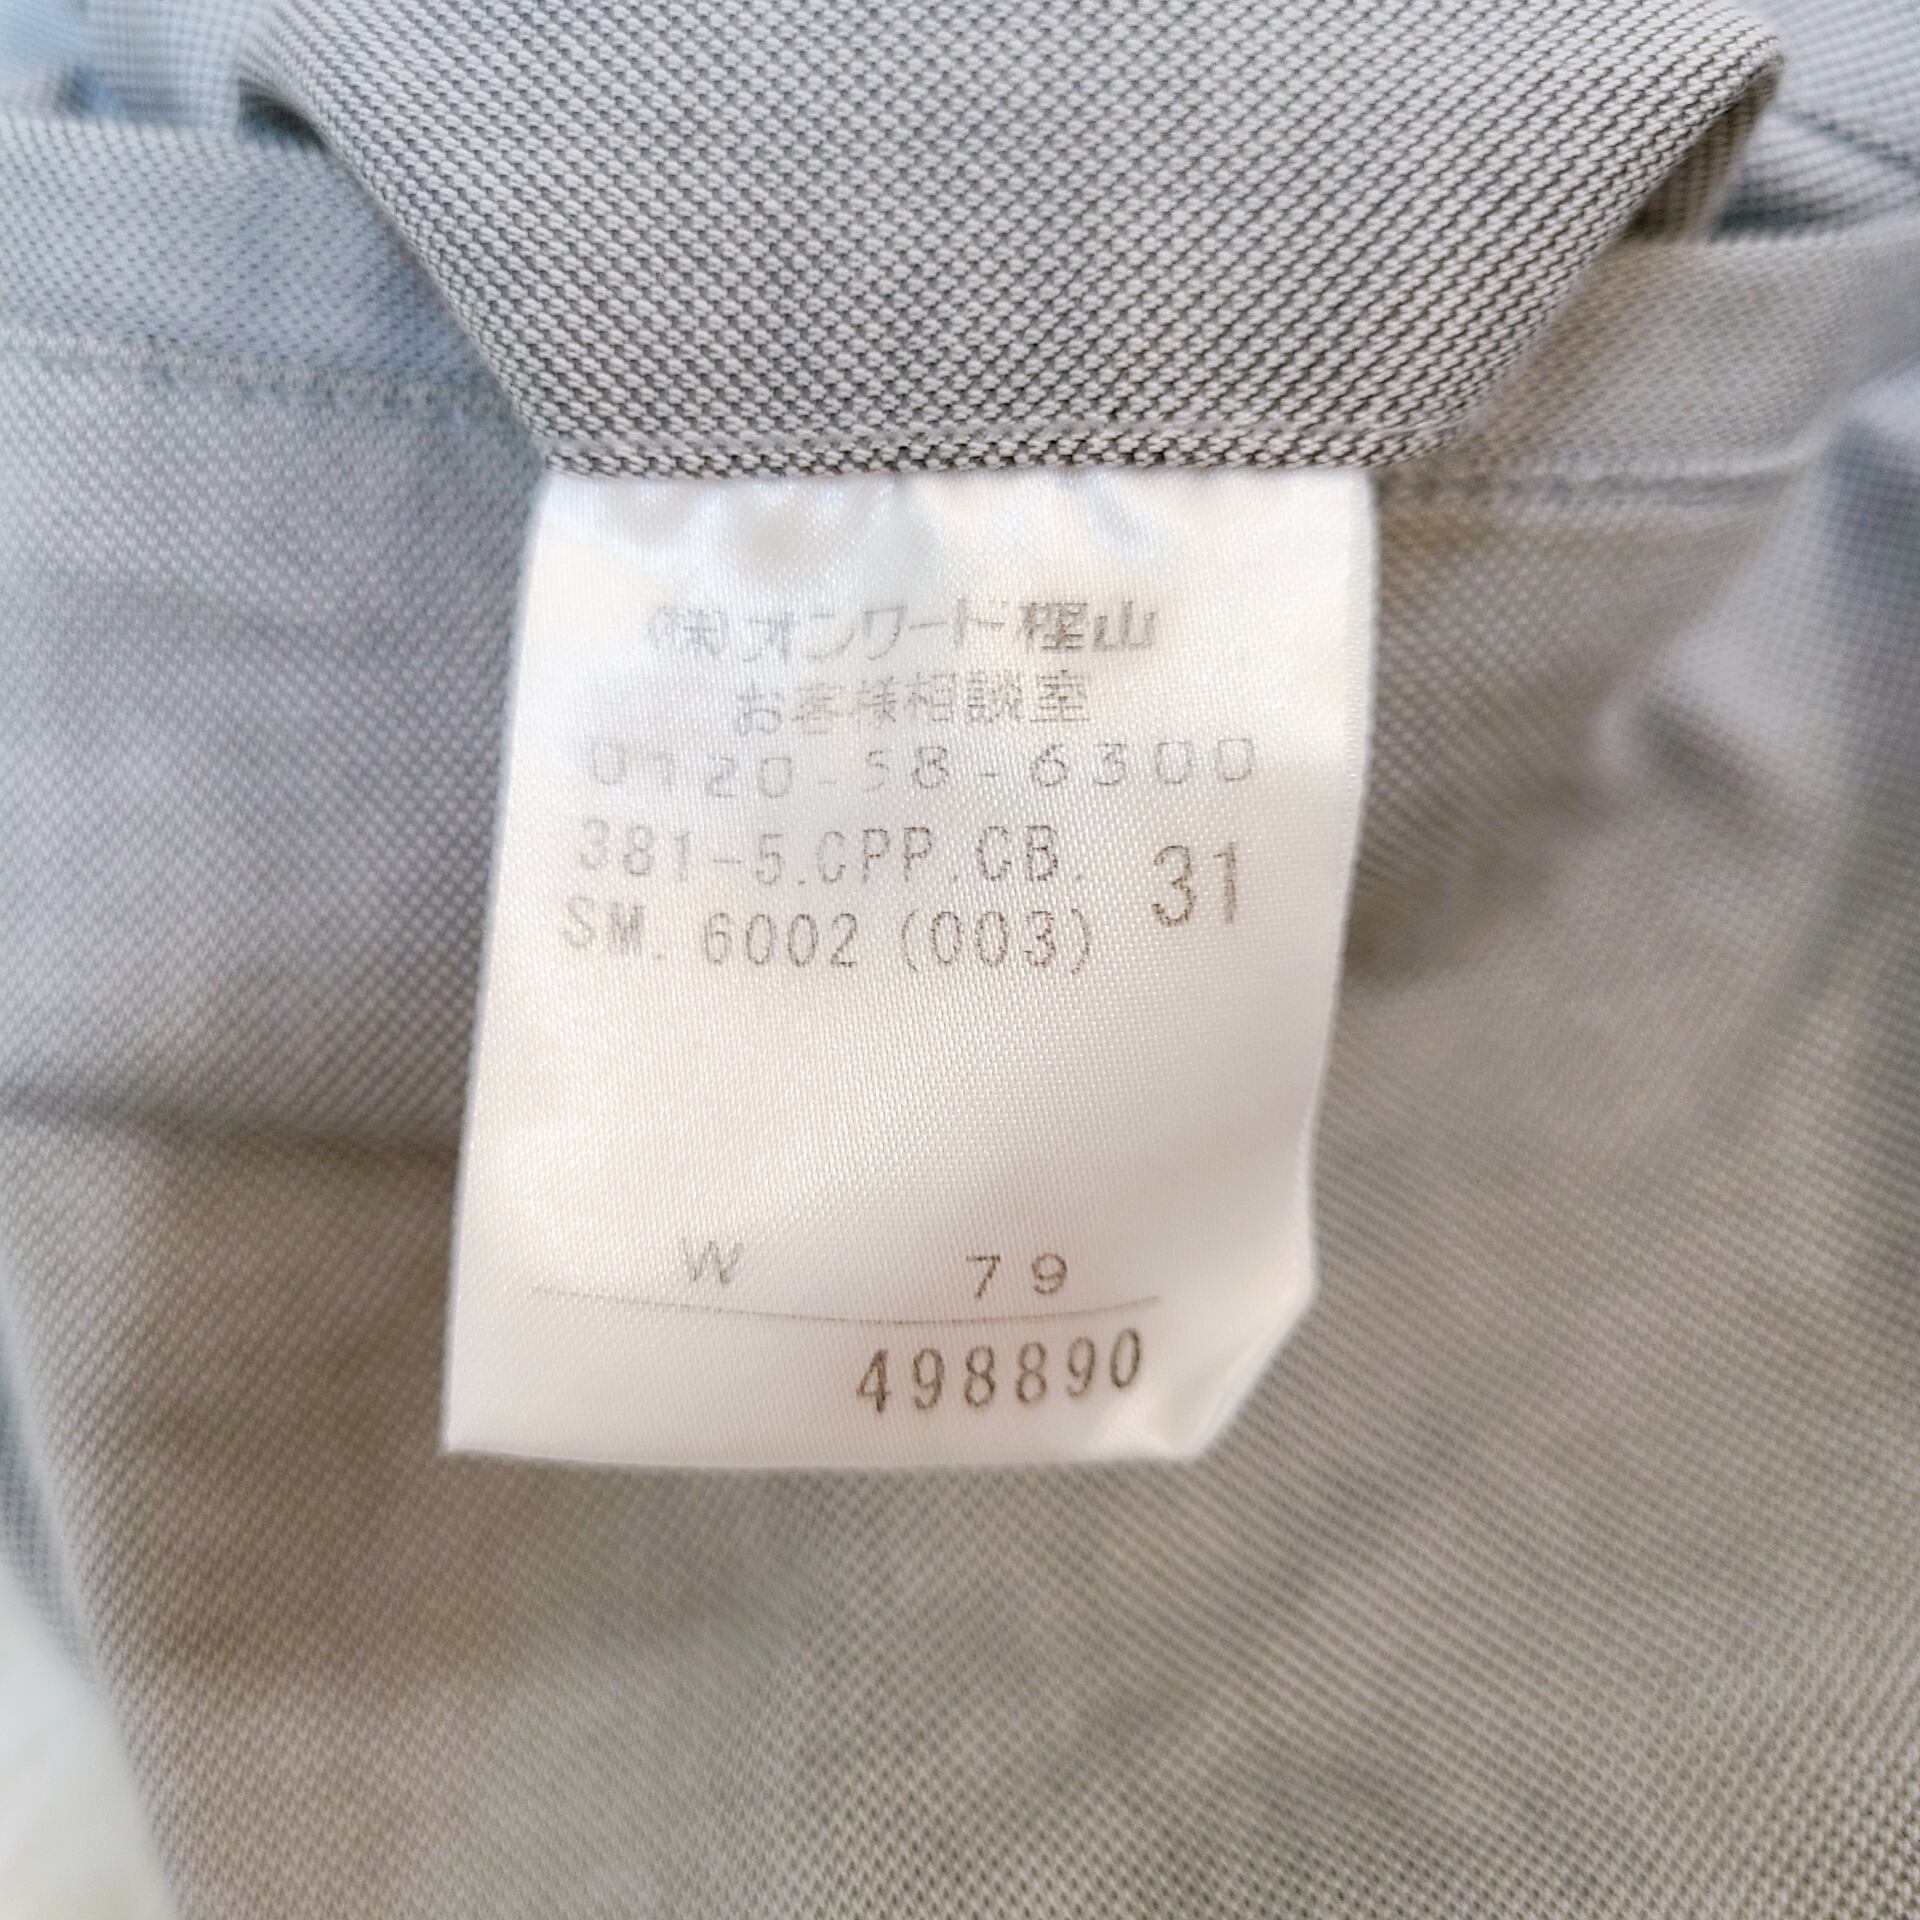 (株)オンワード樫山
お客様相談室
0120-58-6300
381-5.CPP.CB. 31
SM. 6002 (003)
W 79
498890